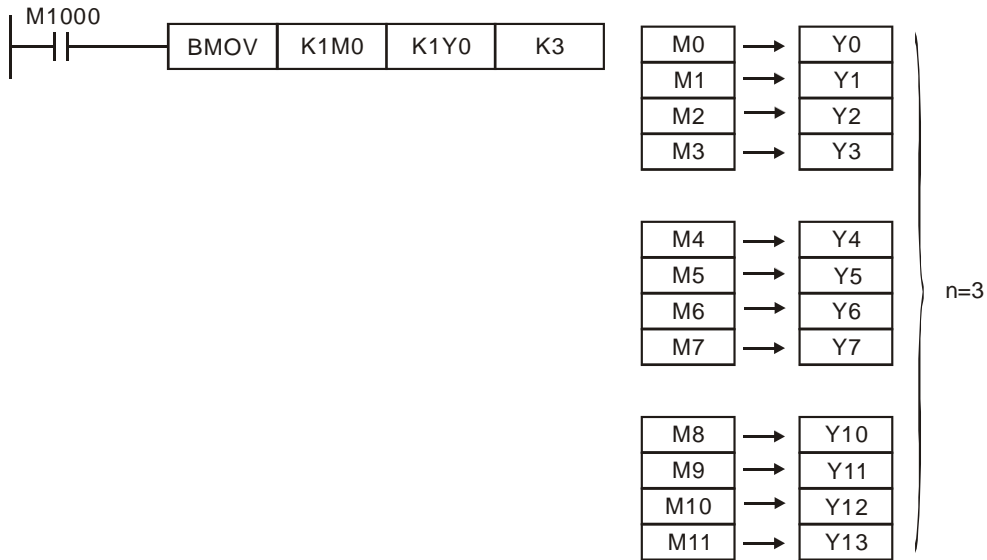 M1000
BMOV K1M0 K1Y0 K3
M0 Y0
M1 Y1
M2 Y2
M3 Y3
M4 Y4
M5 Y5
M6 Y6
M7 Y7
n=3
M8 Y10
M9 Y11
M10 Y12
M11 Y13